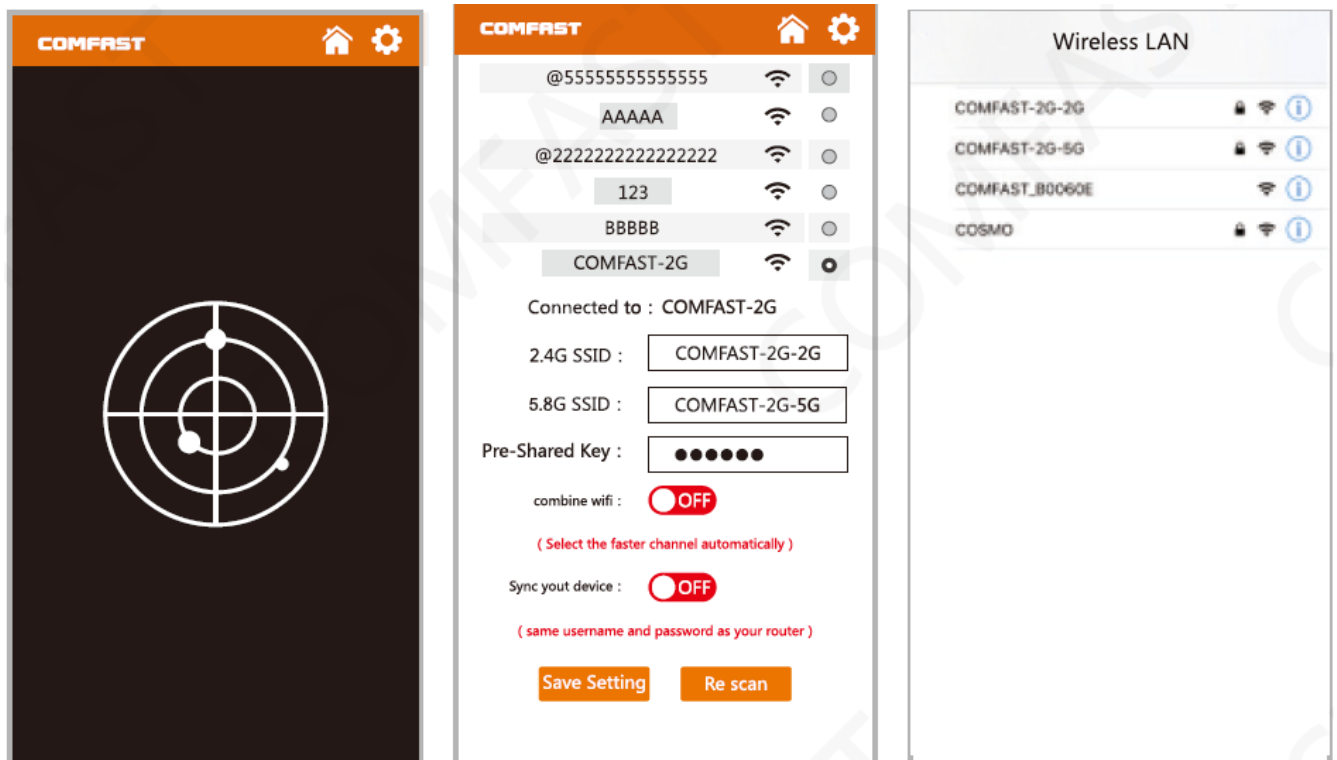 COMFAST
COMFAST
@55555555555555
AAAAA
@2222222222222222
123
BBBBB
COMFAST-2G
Connected to : COMFAST-2G
2.4G SSID : COMFAST-2G-2G
5.8G SSID : COMFAST-2G-5G
Pre-Shared Key : ●●●●●●
combine wifi : OFF
( Select the faster channel automatically )
Sync yout device : OFF
( same username and password as your router )
Save Setting Re scan
Wireless LAN
COMFAST-2G-2G
COMFAST-2G-5G
COMFAST_B0060E
COSMO